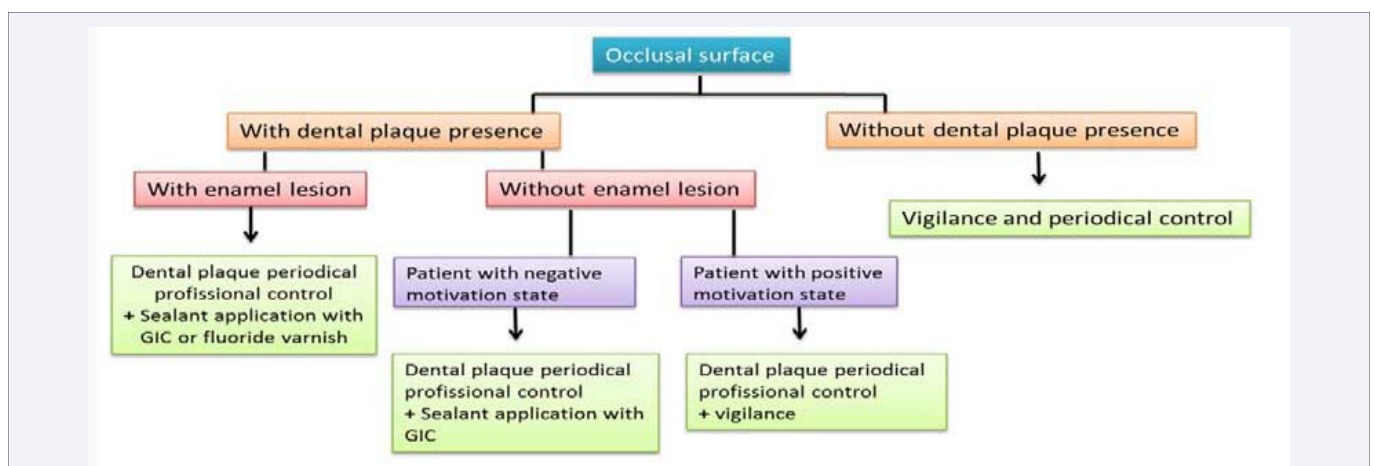 Occlusal surface
With dental plaque presence
Without dental plaque presence
With enamel lesion
Without enamel lesion
Vigilance and periodical control
Dental plaque periodical
profissional control
+ Sealant application with
GIC or fluoride varnish
Patient with negative
motivation state
Patient with positive
motivation state
Dental plaque periodical
profissional control
+ Sealant application with
GIC
Dental plaque periodical
profissional control
+ vigilance